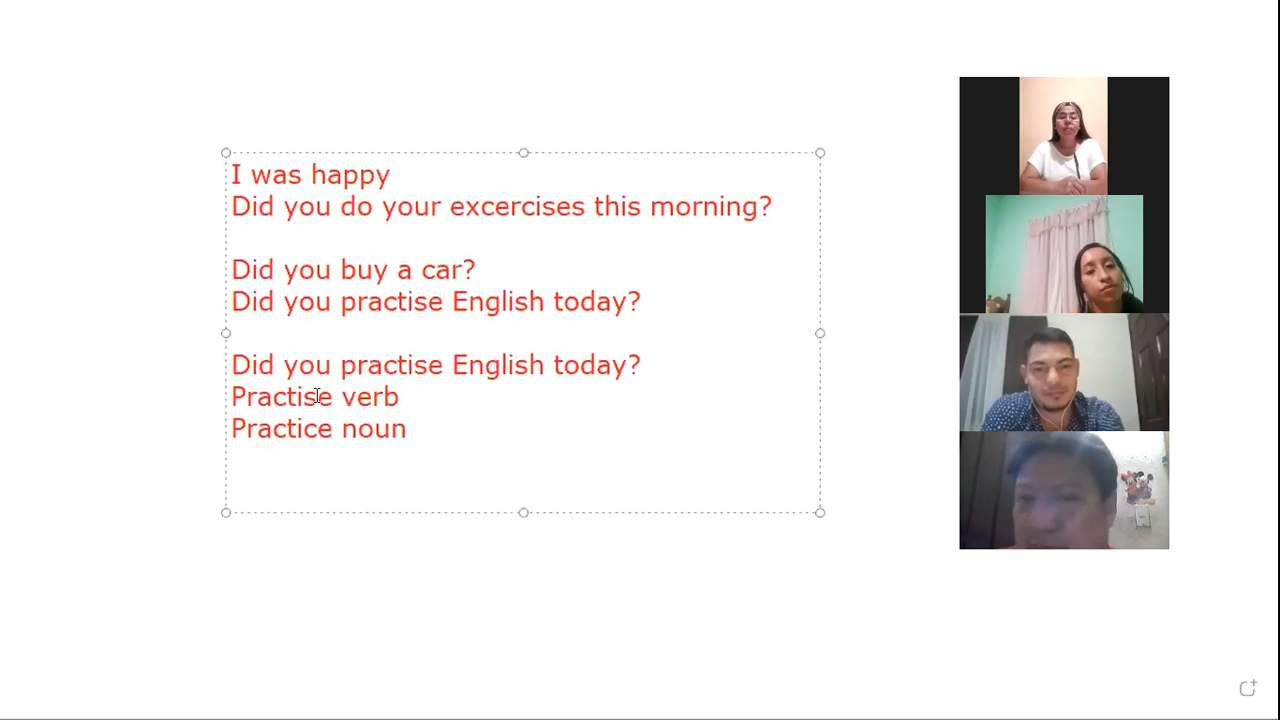 I was happy
Did you do your excercises this morning?
Did you buy a car?
Did you practise English today?
Did you practise English today?
Practise verb
Practice noun